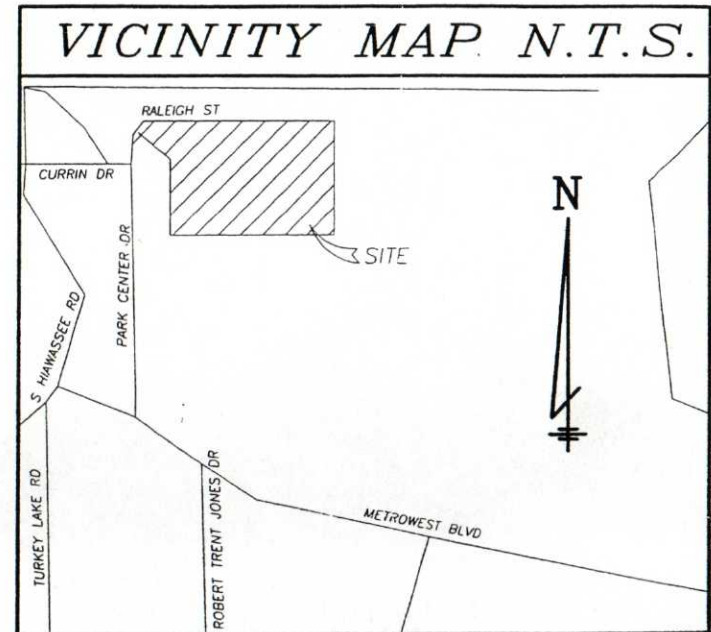 VICINITY MAP N.T.S.
RALEIGH ST
CURRIN DR
N
SITE
PARK CENTER DR
S HIAWASSEE RD
TURKEY LAKE RD
ROBERT TRENT JONES DR
METROWEST BLVD